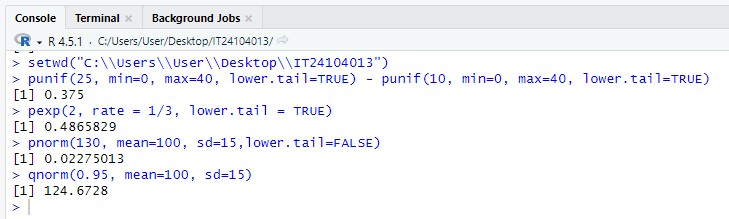 Console Terminal Background Jobs
R 4.5.1 · C:/Users/User/Desktop/IT24104013/
> setwd("C:\\Users\\User\\Desktop\\IT24104013")
> punif(25, min=0, max=40, lower.tail=TRUE) - punif(10, min=0, max=40, lower.tail=TRUE)
[1] 0.375
> pexp(2, rate = 1/3, lower.tail = TRUE)
[1] 0.4865829
> pnorm(130, mean=100, sd=15,lower.tail=FALSE)
[1] 0.02275013
> qnorm(0.95, mean=100, sd=15)
[1] 124.6728
>